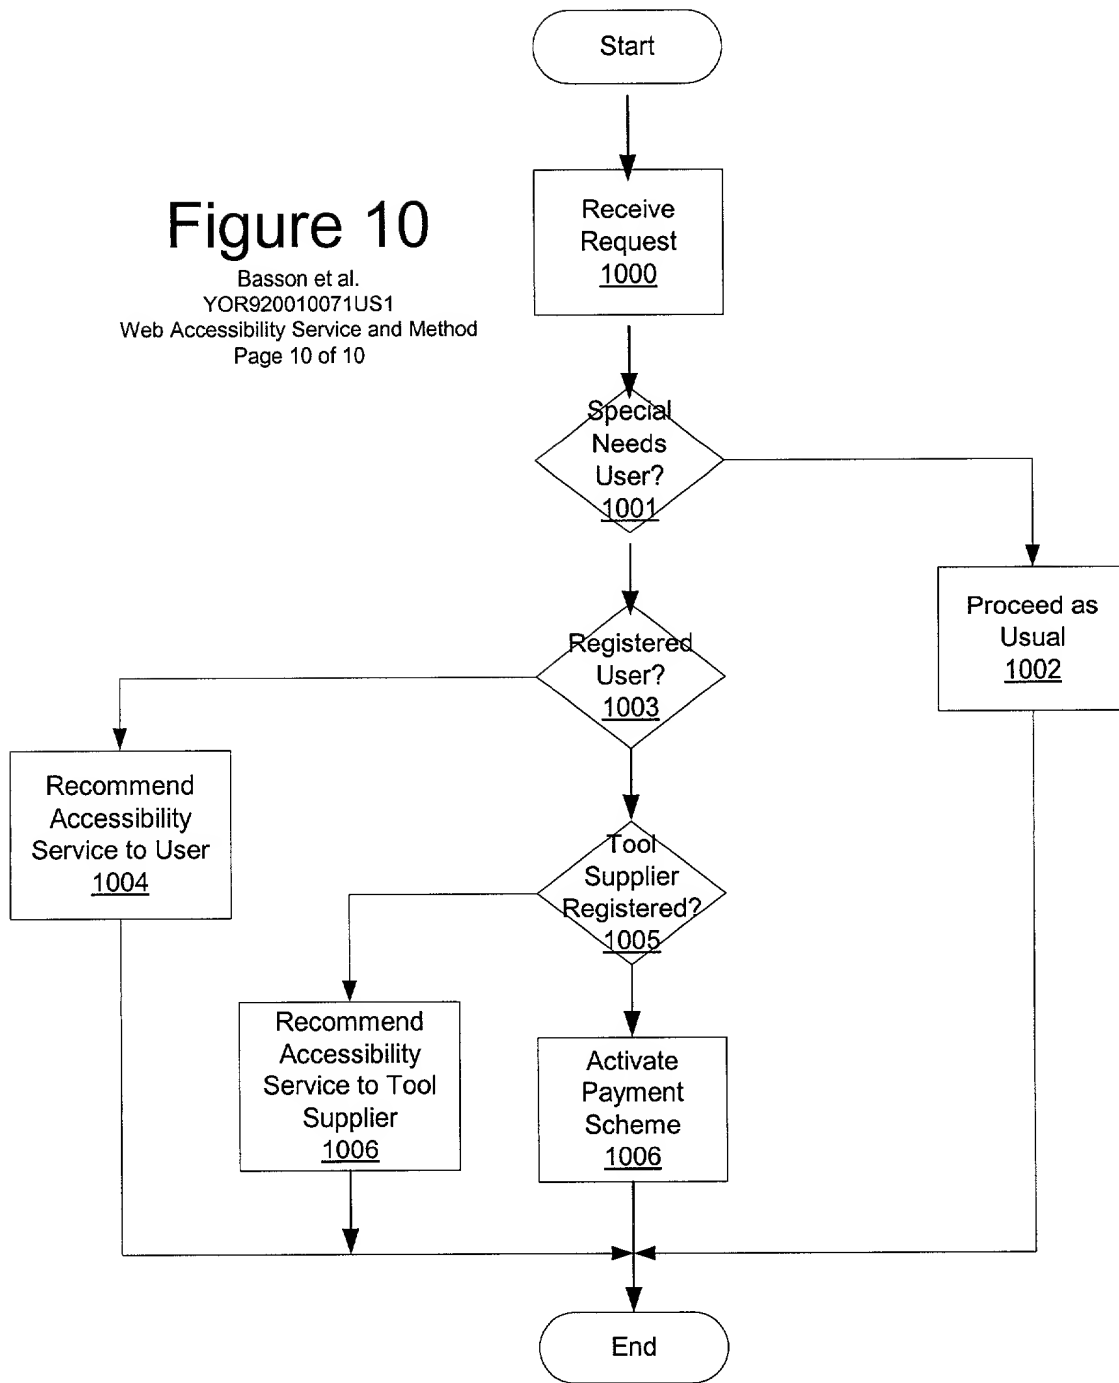 Start
Receive
Request
1000
Figure 10
Basson et al.
YOR920010071US1
Web Accessibility Service and Method
Page 10 of 10
Special
Needs
User?
1001
Proceed as
Usual
1002
Registered
User?
1003
Recommend
Accessibility
Service to User
1004
Tool
Supplier
Registered?
1005
Recommend
Accessibility
Service to Tool
Supplier
1006
Activate
Payment
Scheme
1006
End